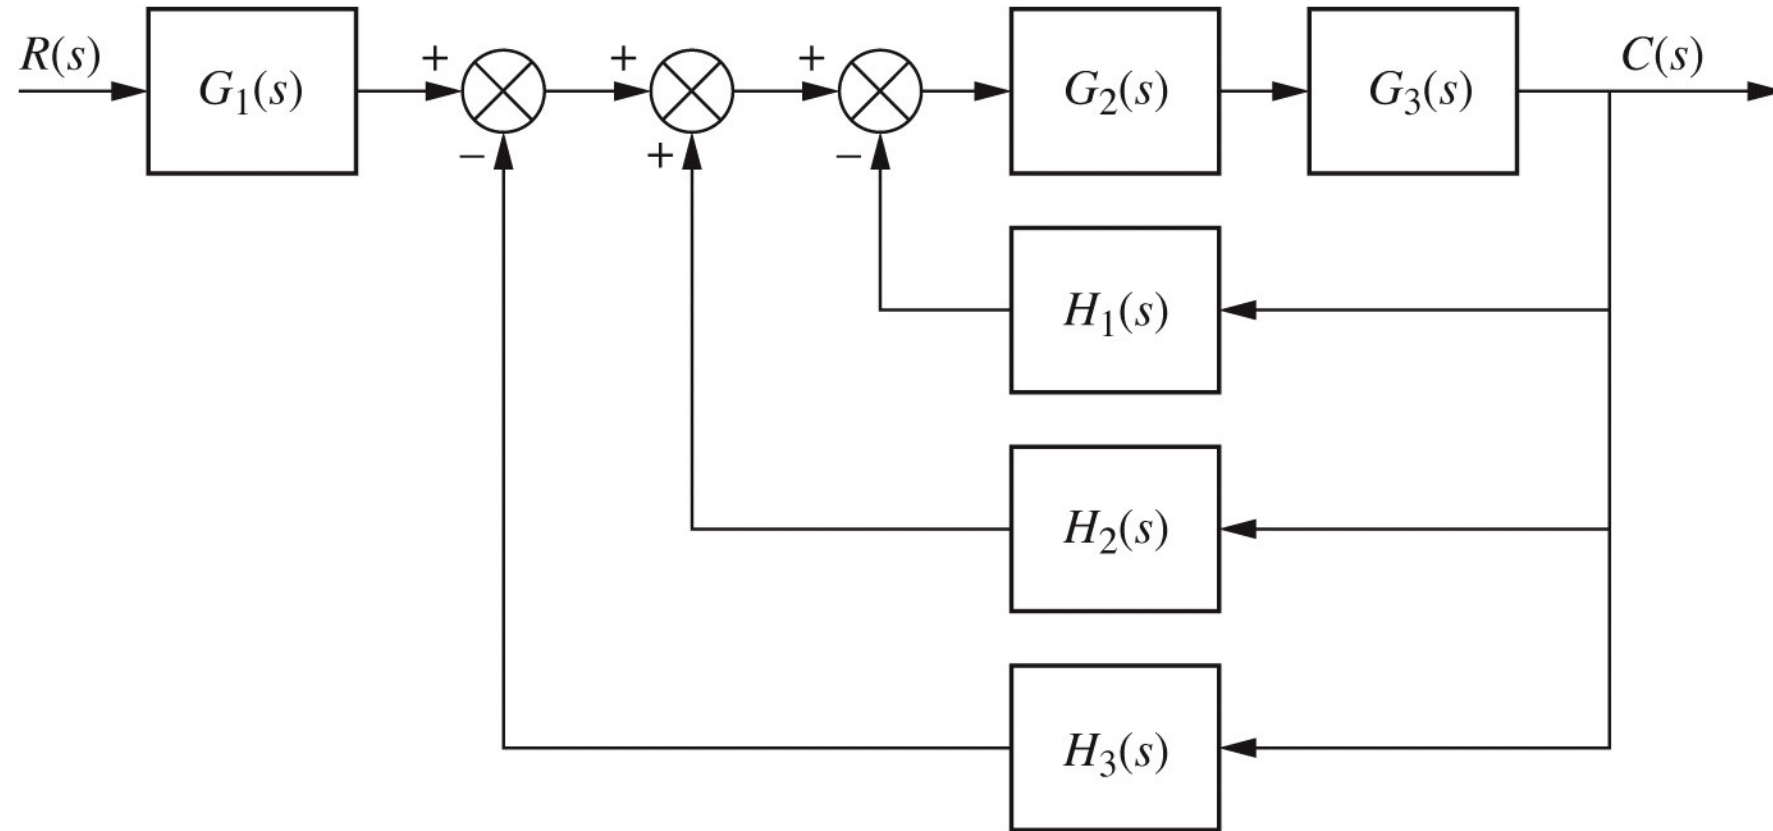 R(s)
G₁(s)
+
+
+
G₂(s)
G₃(s)
C(s)
−
+
−
H₁(s)
H₂(s)
H₃(s)